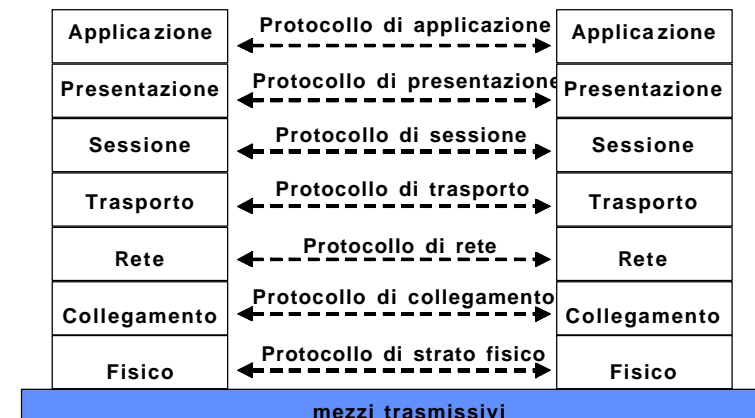 Applicazione Protocollo di applicazione Applicazione
Presentazione Protocollo di presentazione Presentazione
Sessione Protocollo di sessione Sessione
Trasporto Protocollo di trasporto Trasporto
Rete Protocollo di rete Rete
Collegamento Protocollo di collegamento Collegamento
Fisico Protocollo di strato fisico Fisico
mezzi trasmissivi